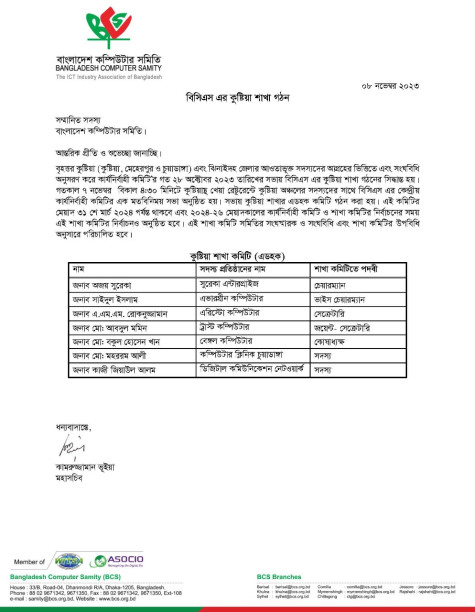 BCS
বাংলাদেশ কম্পিউটার সমিতি
BANGLADESH COMPUTER SAMITY
The ICT Industry Association of Bangladesh
০৮ নভেম্বর ২০২৩
বিসিএস এর কুষ্টিয়া শাখা গঠন
সম্মানিত সদস্য
বাংলাদেশ কম্পিউটার সমিতি।
আন্তরিক প্রীতি ও শুভেচ্ছা জানাচ্ছি।
বৃহত্তর কুষ্টিয়া (কুষ্টিয়া, মেহেরপুর ও চুয়াডাঙ্গা) এবং ঝিনাইদহ জেলার আওতাভুক্ত সদস্যদের আগ্রহের ভিত্তিতে এবং সংঘবিধি
অনুসরণ করে কার্যনির্বাহী কমিটি'র গত ২৮ অক্টোবর ২০২৩ তারিখের সভায় বিসিএস এর কুষ্টিয়া শাখা গঠনের সিদ্ধান্ত হয়।
গতকাল ৭ নভেম্বর বিকাল ৪:৩০ মিনিটে কুষ্টিয়াস্থ খেয়া রেষ্টুরেন্টে কুষ্টিয়া অঞ্চলের সদস্যদের সাথে বিসিএস এর কেন্দ্রীয়
কার্যনির্বাহী কমিটির এক মতবিনিময় সভা অনুষ্ঠিত হয়। সভায় কুষ্টিয়া শাখার এডহক কমিটি গঠন করা হয়। এই কমিটির
মেয়াদ ৩১ শে মার্চ ২০২৪ পর্যন্ত থাকবে এবং ২০২৪-২৬ মেয়াদকালের কার্যনির্বাহী কমিটি ও শাখা কমিটির নির্বাচনের সময়
এই শাখা কমিটির নির্বাচনও অনুষ্ঠিত হবে। এই শাখা কমিটি সমিতির সংঘস্মারক ও সংঘবিধি এবং শাখা কমিটির উপবিধি
অনুসারে পরিচালিত হবে।
কুষ্টিয়া শাখা কমিটি (এডহক)
নাম সদস্য প্রতিষ্ঠানের নাম শাখা কমিটিতে পদবী
জনাব অজয় সুরেকা সুরেকা এন্টারপ্রাইজ চেয়ারম্যান
জনাব সাইদুল ইসলাম এভারগ্রীন কম্পিউটার ভাইস চেয়ারম্যান
জনাব এ.এম.এম. রোকনুজ্জামান এরিস্টো কম্পিউটার সেক্রেটারি
জনাব মো: আবদুল মমিন ট্রাস্ট কম্পিউটার জয়েন্ট- সেক্রেটারি
জনাব মো: বকুল হোসেন খান বেঙ্গল কম্পিউটার কোষাধ্যক্ষ
জনাব মো: মহররম আলী কম্পিউটার ক্লিনিক চুয়াডাঙ্গা সদস্য
জনাব কাজী জিয়াউল আলম ডিজিটাল কমিউনিকেশন নেটওয়ার্ক সদস্য
ধন্যবাদান্তে,
কামরুজ্জামান ভূঁইয়া
মহাসচিব
Member of WITSA ASOCIO
Bangladesh Computer Samity (BCS)
House : 33/B, Road-04, Dhanmondi R/A, Dhaka-1205, Bangladesh.
Phone : 88 02 9671342, 9671350, Fax : 88 02 9671342, 9671350, Ext-108
e-mail : samity@bcs.org.bd, Website : www.bcs.org.bd
BCS Branches
Barisal : barisal@bcs.org.bd Comilla : comilla@bcs.org.bd Jessore : jessore@bcs.org.bd
Khulna : khulna@bcs.org.bd Mymensingh : mymensingh@bcs.org.bd Rajshahi : rajshahi@bcs.org.bd
Sylhet : sylhet@bcs.org.bd Chittagong : ctg@bcs.org.bd